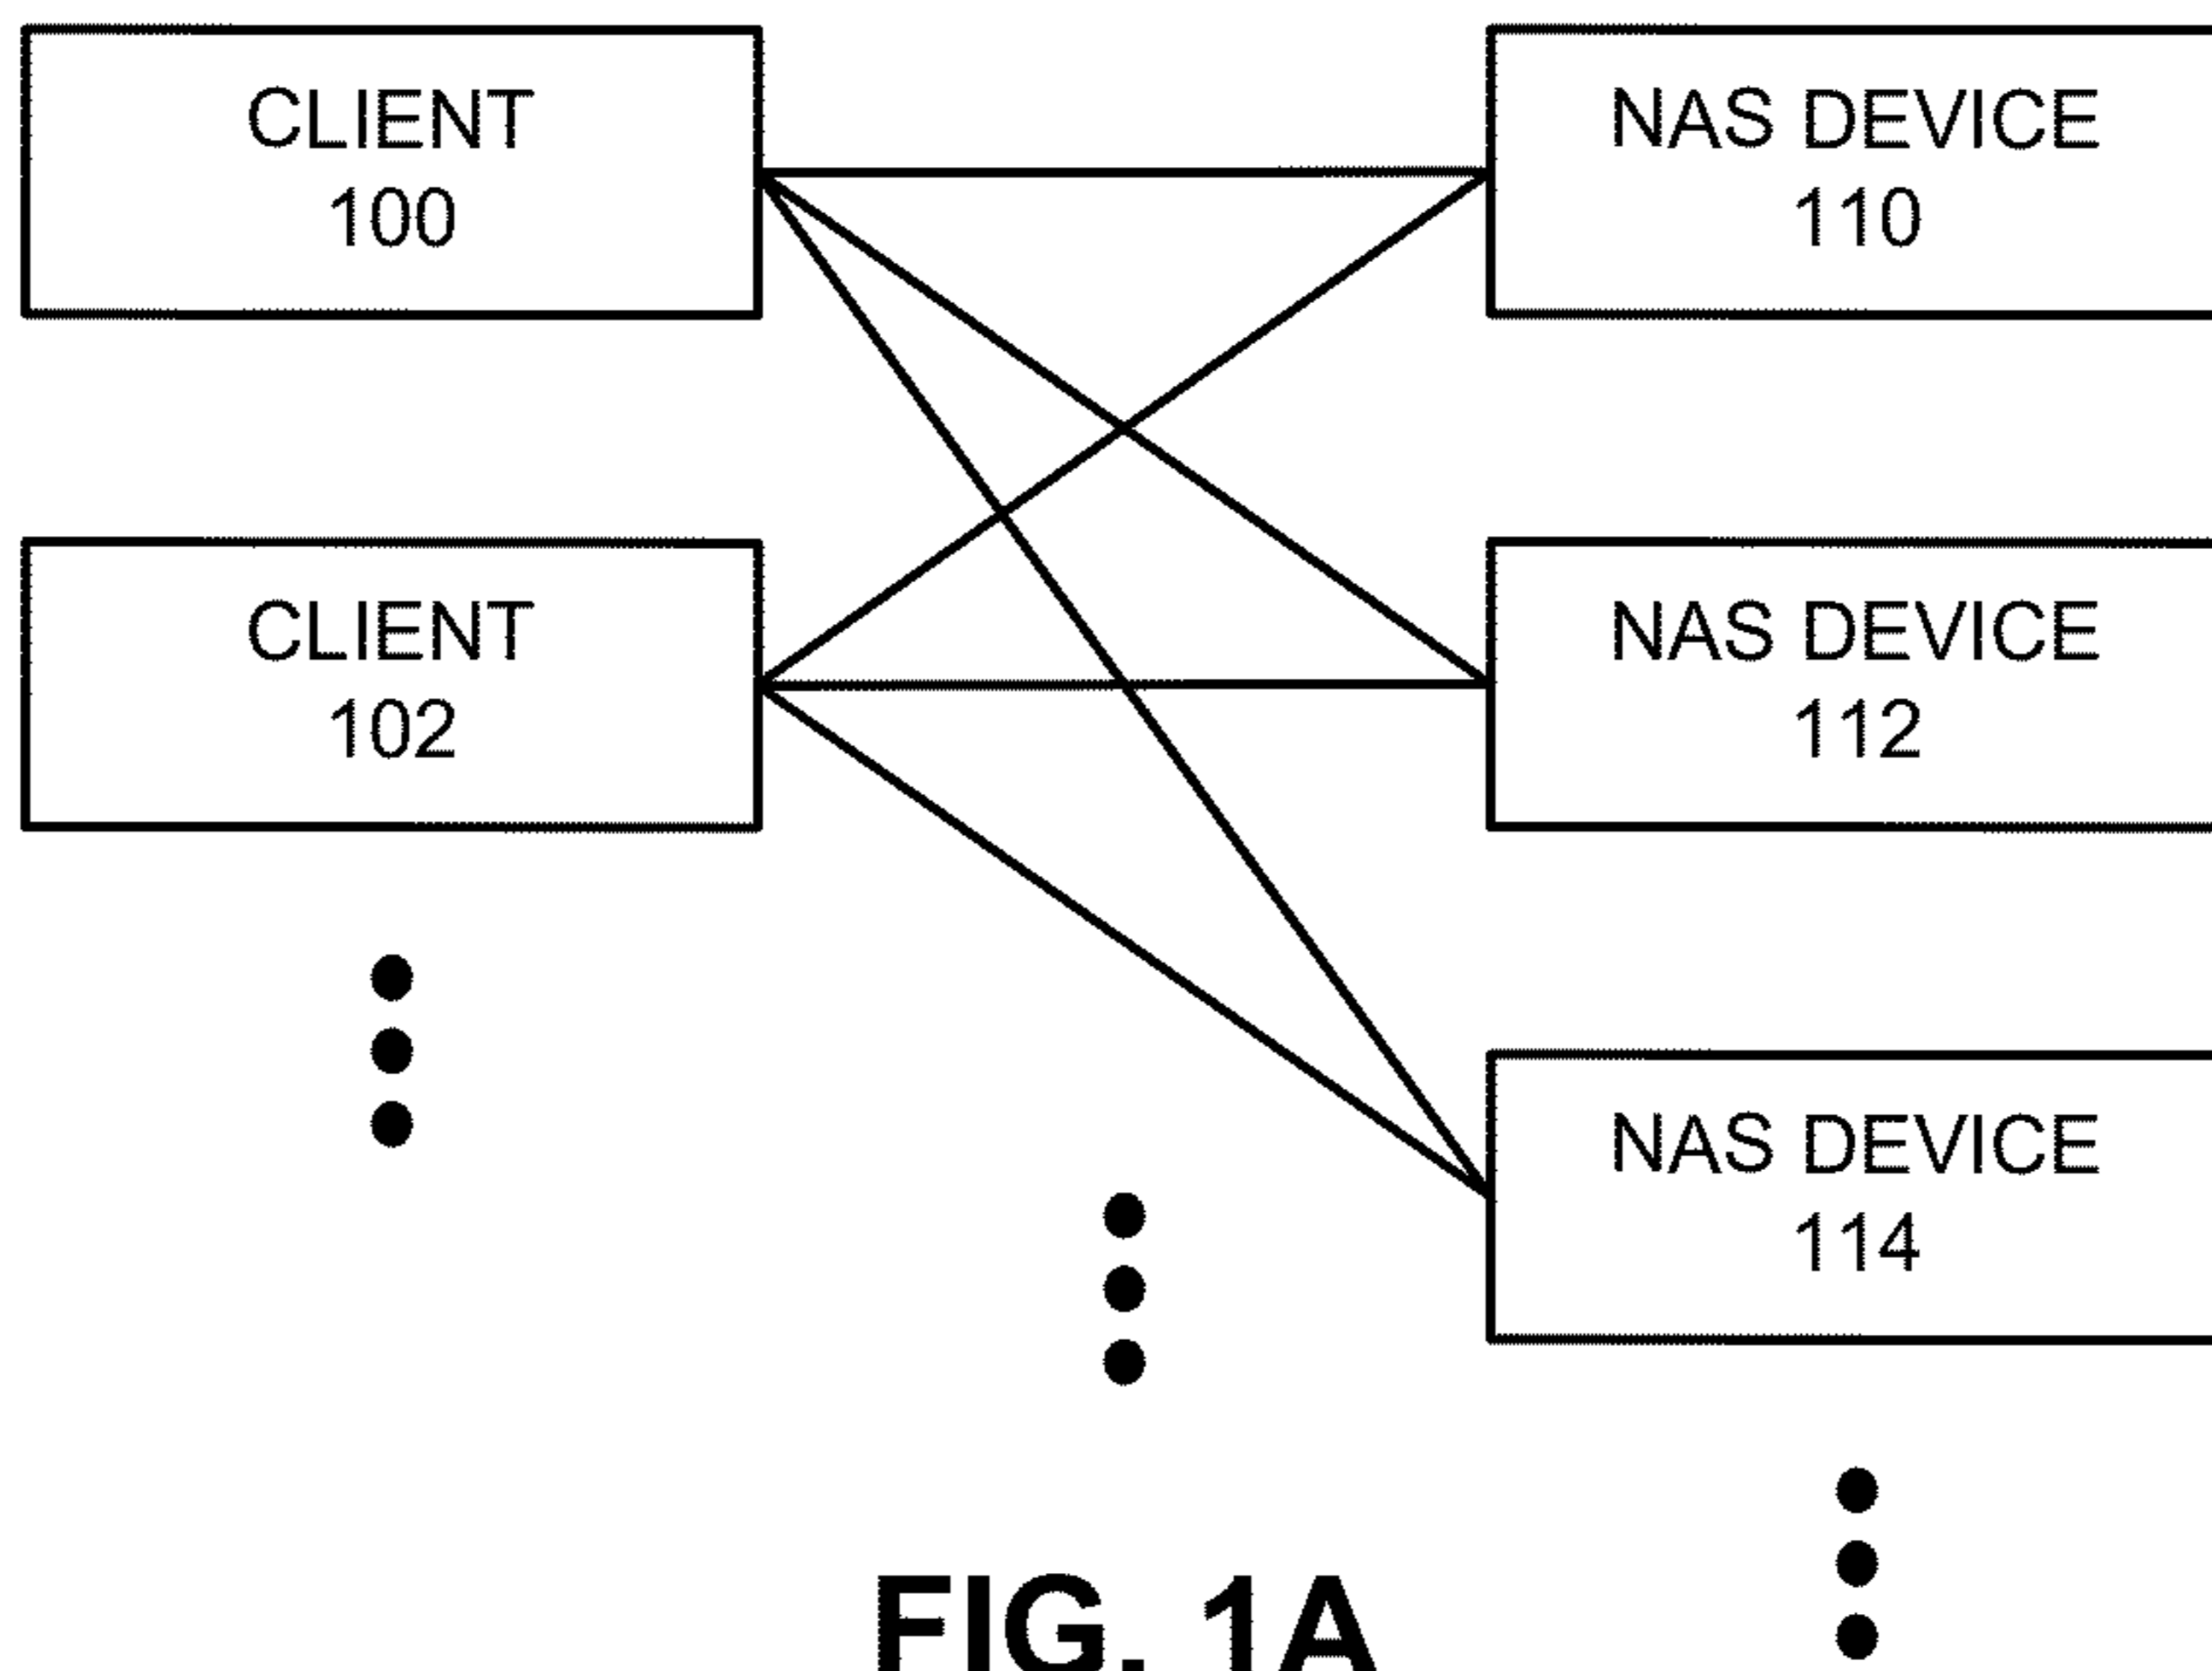 CLIENT
100
NAS DEVICE
110
CLIENT
102
NAS DEVICE
112
NAS DEVICE
114
FIG. 1A